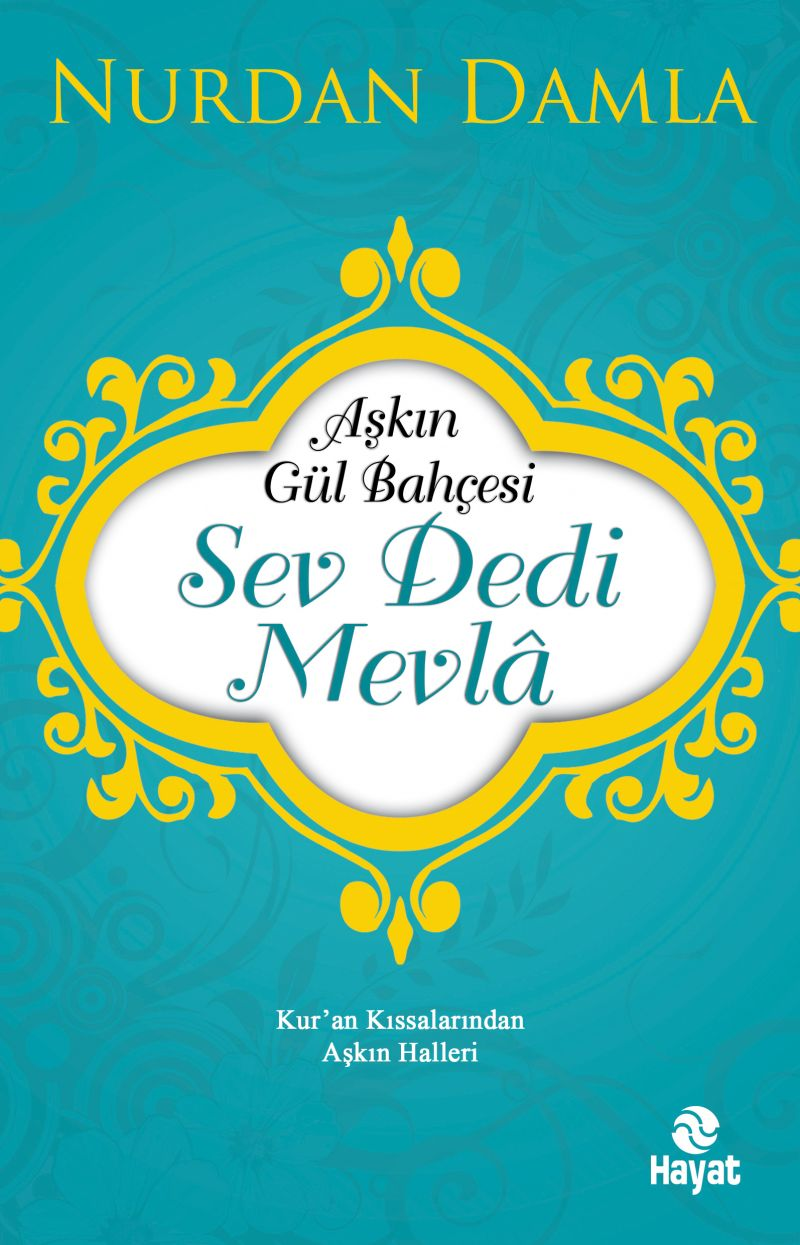 NURDAN DAMLA
Aşkın
Gül Bahçesi
Sev Dedi
Mevlâ
Kur’an Kıssalarından
Aşkın Halleri
Hayat